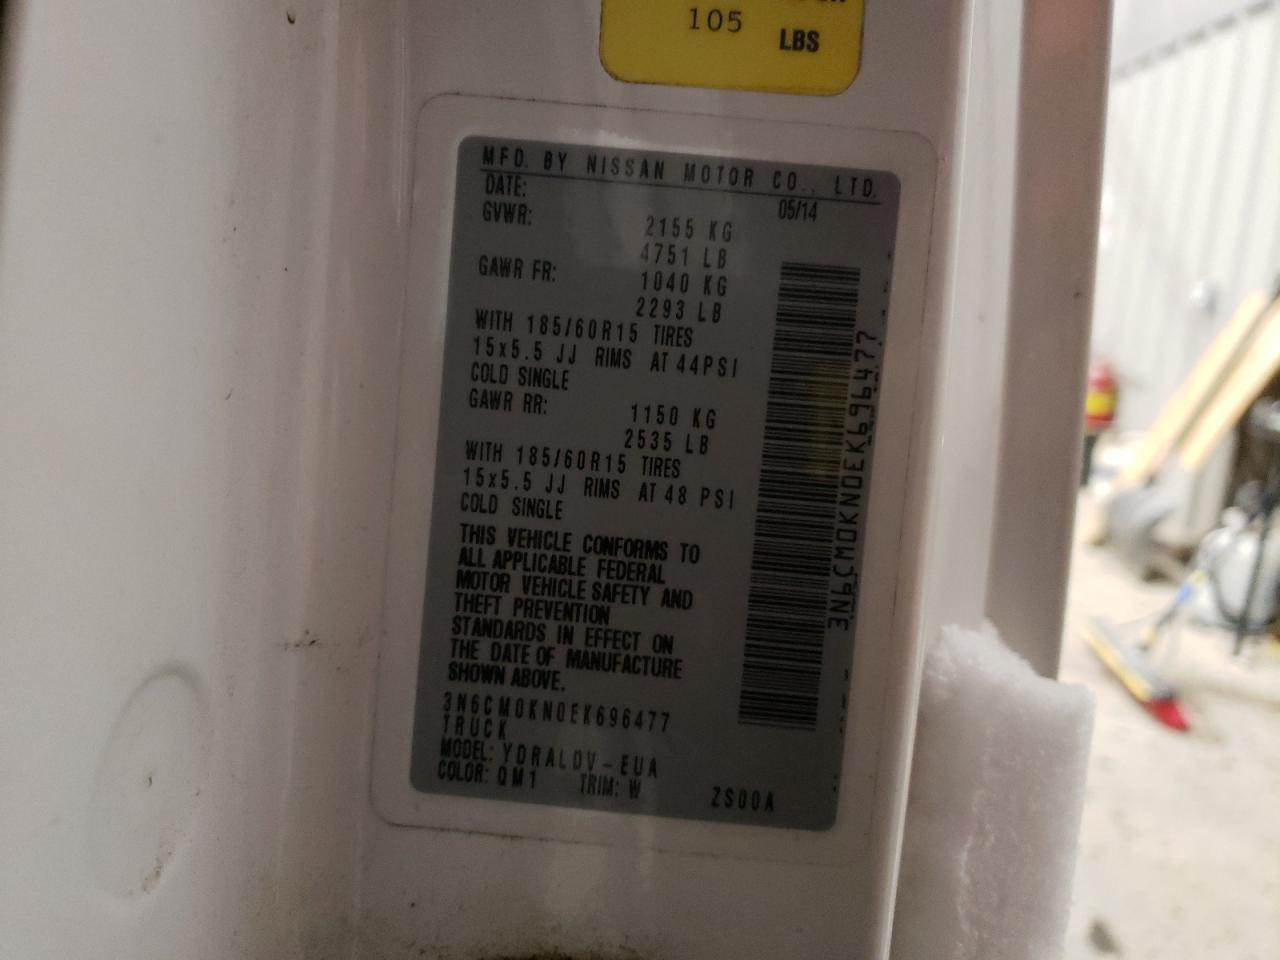 105
LBS
MFD. BY NISSAN MOTOR CO., LTD.
DATE: 05/14
GVWR: 2155 KG
4751 LB
GAWR FR: 1040 KG
2293 LB
WITH 185/60R15 TIRES
15x5.5 JJ RIMS AT 44PSI
COLD SINGLE
GAWR RR: 1150 KG
2535 LB
WITH 185/60R15 TIRES
15x5.5 JJ RIMS AT 48 PSI
COLD SINGLE
THIS VEHICLE CONFORMS TO
ALL APPLICABLE FEDERAL
MOTOR VEHICLE SAFETY AND
THEFT PREVENTION
STANDARDS IN EFFECT ON
THE DATE OF MANUFACTURE
SHOWN ABOVE.
3N6CM0KN0EK696477
TRUCK
MODEL: YDRALDV-EUA
COLOR: QM1 TRIM: W ZS00A
3N6CM0KN0EK696477